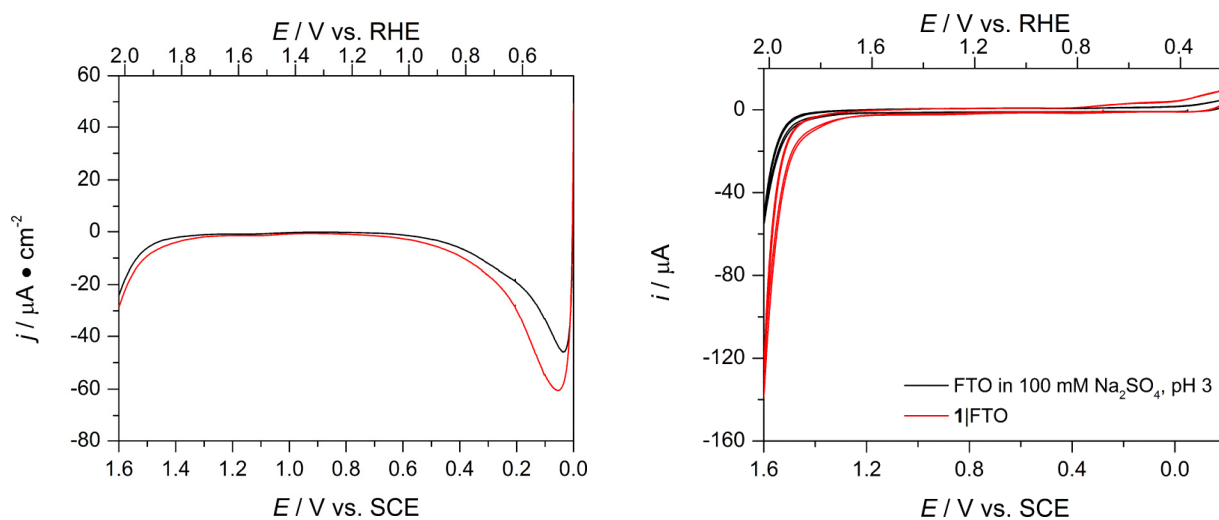 E / V vs. RHE
2.0 1.8 1.6 1.4 1.2 1.0 0.8 0.6
60
40
20
0
-20
-40
-60
-80
j / μA • cm⁻²
1.6 1.4 1.2 1.0 0.8 0.6 0.4 0.2 0.0
E / V vs. SCE
E / V vs. RHE
2.0 1.6 1.2 0.8 0.4
0
-40
-80
-120
-160
i / μA
FTO in 100 mM Na₂SO₄, pH 3
1|FTO
1.6 1.2 0.8 0.4 0.0
E / V vs. SCE